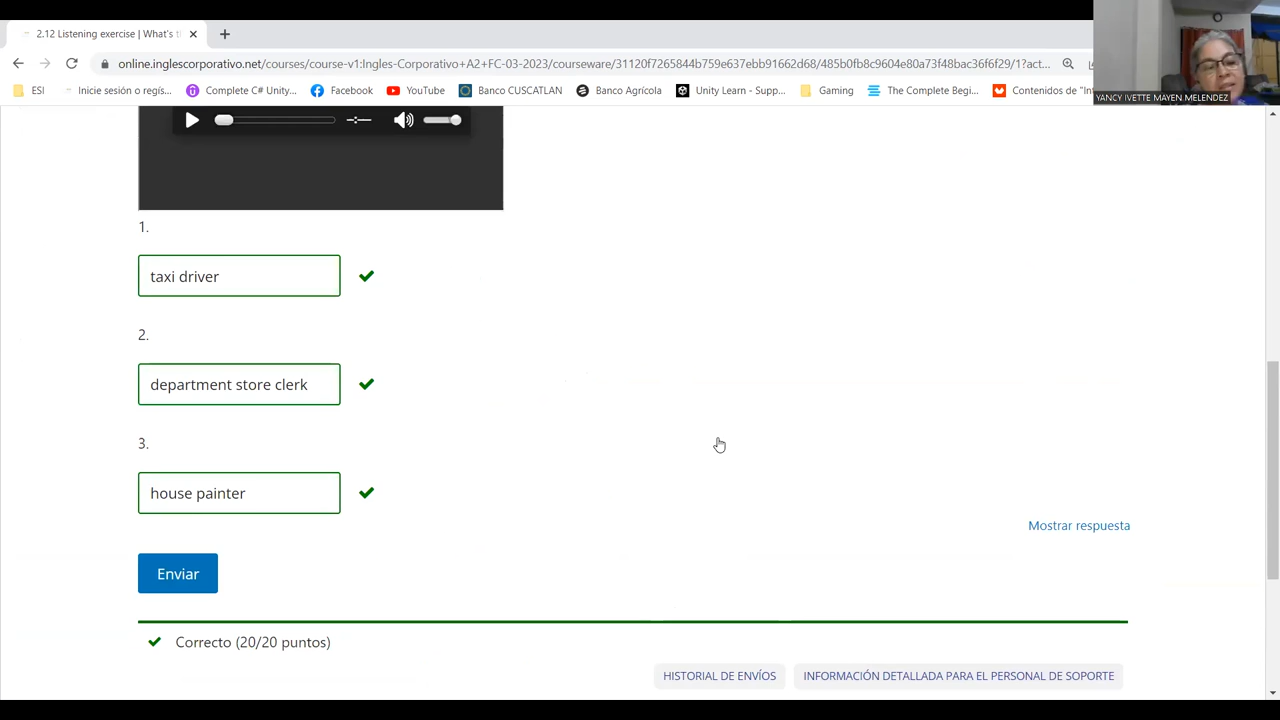 2.12 Listening exercise | What's t
online.inglescorporativo.net/courses/course-v1:Ingles-Corporativo+A2+FC-03-2023/courseware/31120f7265844b759e637ebb91662d68/485b0fb8c9604e80a73f48bac36f6f29/1?act...
ESI
Inicie sesión o regís...
Complete C# Unity...
Facebook
YouTube
Banco CUSCATLAN
Banco Agrícola
Unity Learn - Supp...
Gaming
The Complete Begi...
Contenidos de "In
YANCY IVETTE MAYEN MELENDEZ
1.
taxi driver
2.
department store clerk
3.
house painter
Mostrar respuesta
Enviar
Correcto (20/20 puntos)
HISTORIAL DE ENVÍOS
INFORMACIÓN DETALLADA PARA EL PERSONAL DE SOPORTE